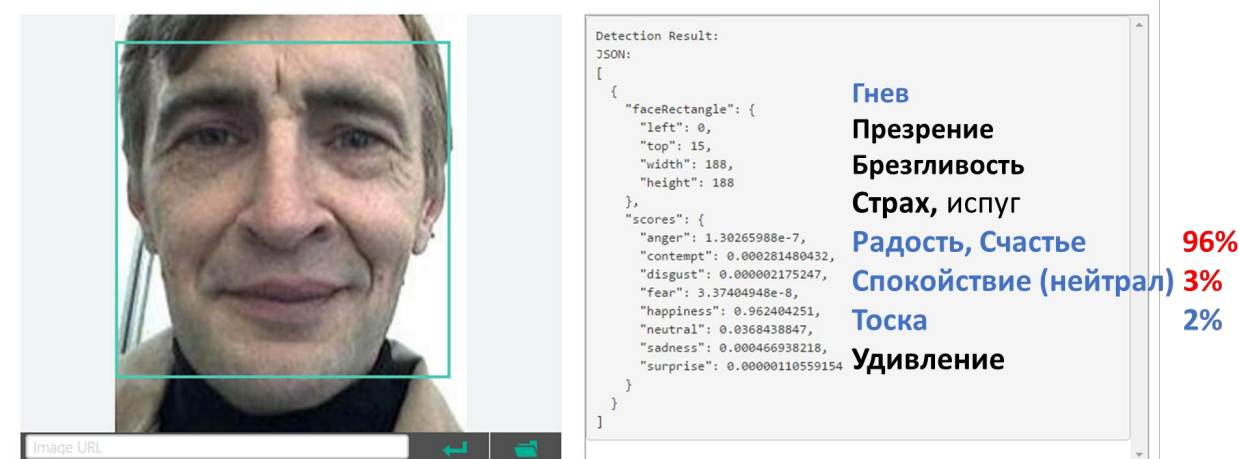 Detection Result:
JSON:
[
{
"faceRectangle": {
"left": 0,
"top": 15,
"width": 188,
"height": 188
},
"scores": {
"anger": 1.30265988e-7,
"contempt": 0.000281480432,
"disgust": 0.000002175247,
"fear": 3.37404948e-8,
"happiness": 0.962404251,
"neutral": 0.0368438847,
"sadness": 0.000466938218,
"surprise": 0.00000110559154
}
}
]
Гнев
Презрение
Брезгливость
Страх, испуг
Радость, Счастье 96%
Спокойствие (нейтрал) 3%
Тоска 2%
Удивление
Image URL